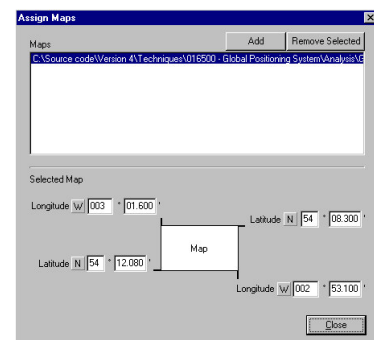 Assign Maps
Maps Add Remove Selected
C:\Source code\Version 4\Techniques\016500 - Global Positioning System\Analysis\G
Selected Map
Longitude W 003 ° 01.600 '
Latitude N 54 ° 08.300 '
Map
Latitude N 54 ° 12.080 '
Longitude W 002 ° 53.100 '
Close